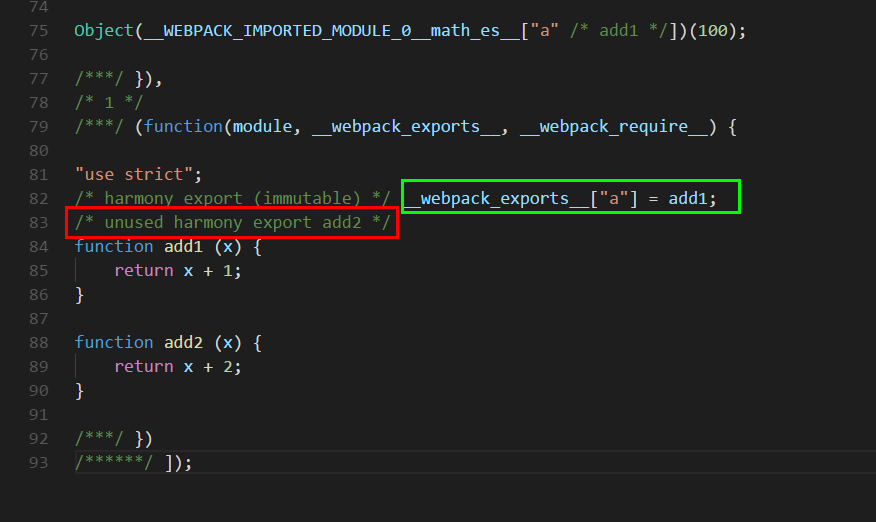 74
75 Object(__WEBPACK_IMPORTED_MODULE_0__math_es__["a" /* add1 */])(100);
76
77 /***/ }),
78 /* 1 */
79 /***/ (function(module, __webpack_exports__, __webpack_require__) {
80
81 "use strict";
82 /* harmony export (immutable) */ __webpack_exports__["a"] = add1;
83 /* unused harmony export add2 */
84 function add1 (x) {
85     return x + 1;
86 }
87
88 function add2 (x) {
89     return x + 2;
90 }
91
92 /***/ })
93 /******/ ]);